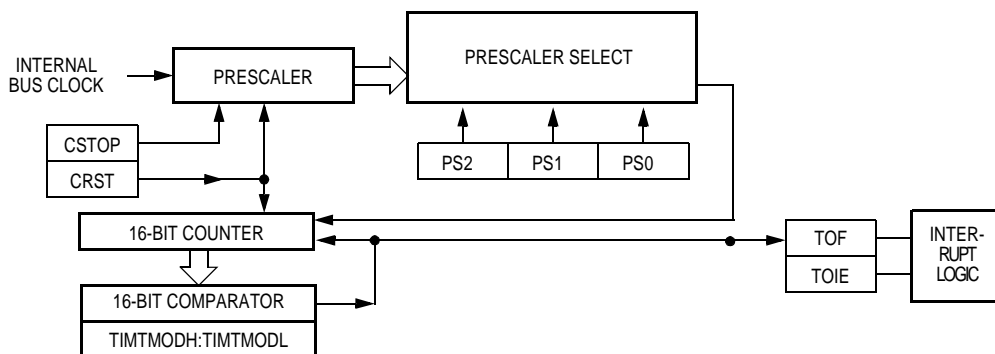 INTERNAL
BUS CLOCK
PRESCALER
PRESCALER SELECT
CSTOP
CRST
PS2
PS1
PS0
16-BIT COUNTER
16-BIT COMPARATOR
TIMTMODH:TIMTMODL
TOF
TOIE
INTER-
RUPT
LOGIC